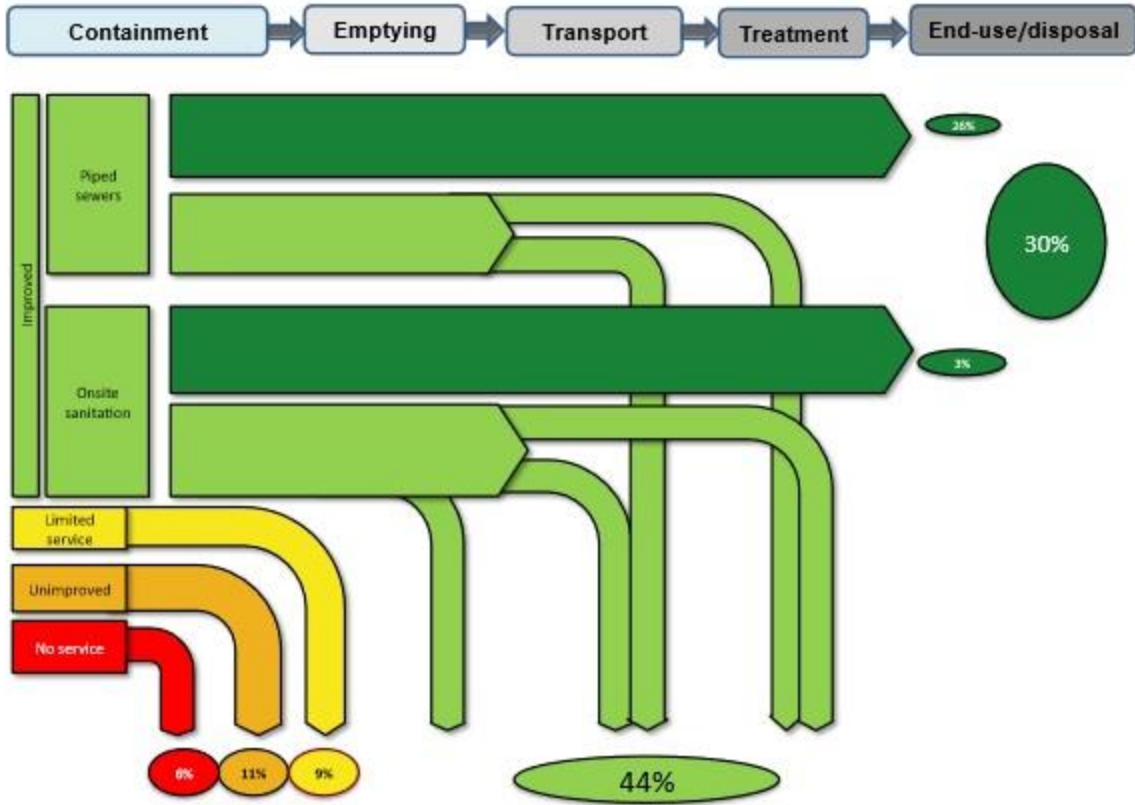 Containment
Emptying
Transport
Treatment
End-use/disposal
Improved
Piped
sewers
26%
30%
Onsite
sanitation
3%
Limited
service
Unimproved
No service
11%
9%
44%